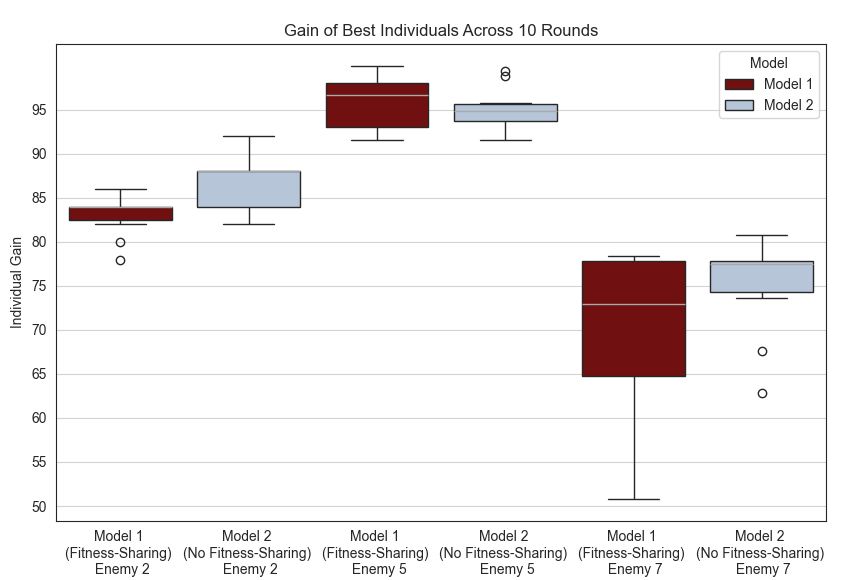 Gain of Best Individuals Across 10 Rounds
Model
Model 1
Model 2
Individual Gain
95
90
85
80
75
70
65
60
55
50
Model 1
(Fitness-Sharing)
Enemy 2
Model 2
(No Fitness-Sharing)
Enemy 2
Model 1
(Fitness-Sharing)
Enemy 5
Model 2
(No Fitness-Sharing)
Enemy 5
Model 1
(Fitness-Sharing)
Enemy 7
Model 2
(No Fitness-Sharing)
Enemy 7